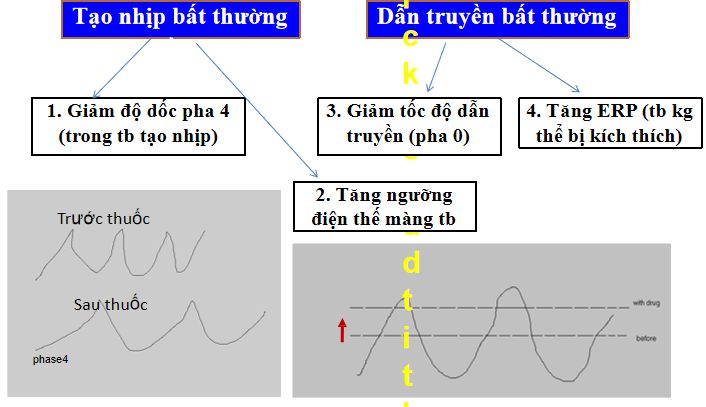 Tạo nhịp bất thường
Dẫn truyền bất thường
1. Giảm độ dốc pha 4
(trong tb tạo nhịp)
3. Giảm tốc độ dẫn
truyền (pha 0)
4. Tăng ERP (tb kg
thể bị kích thích)
2. Tăng ngưỡng
điện thế màng tb
Trước thuốc
Sau thuốc
phase4
with drug
before
c
k
d
t
i
t